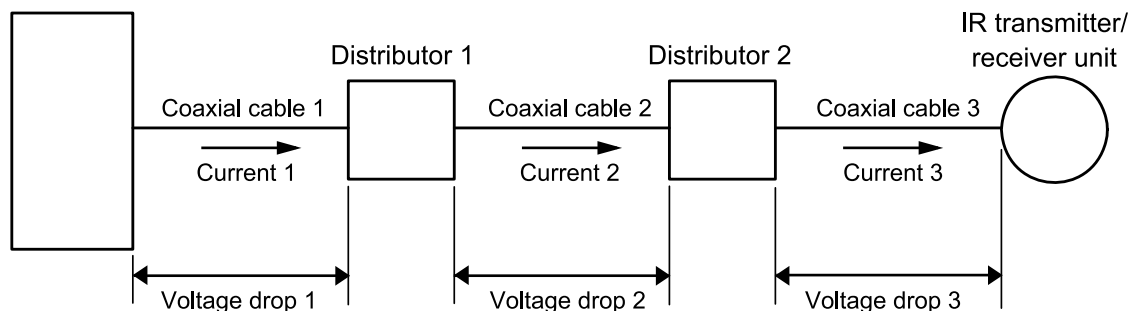 IR transmitter/
receiver unit
Distributor 1
Distributor 2
Coaxial cable 1
Coaxial cable 2
Coaxial cable 3
Current 1
Current 2
Current 3
Voltage drop 1
Voltage drop 2
Voltage drop 3